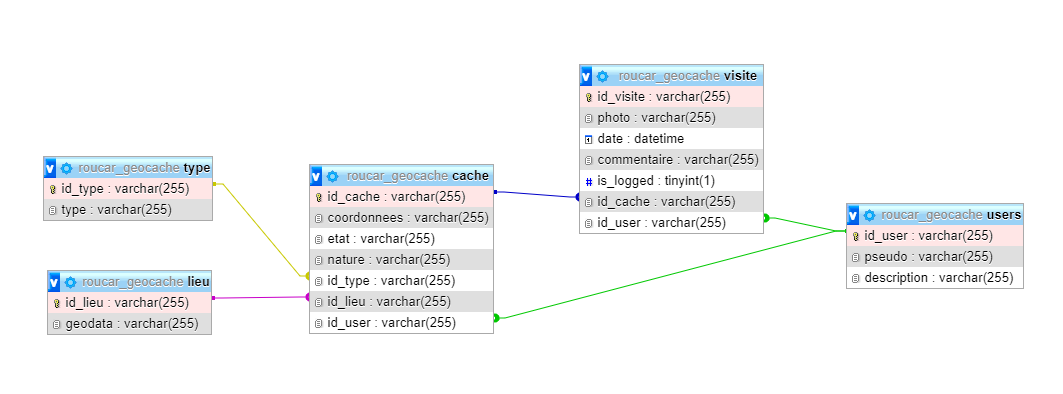 roucar_geocache type
id_type : varchar(255)
type : varchar(255)
roucar_geocache lieu
id_lieu : varchar(255)
geodata : varchar(255)
roucar_geocache cache
id_cache : varchar(255)
coordonnees : varchar(255)
etat : varchar(255)
nature : varchar(255)
id_type : varchar(255)
id_lieu : varchar(255)
id_user : varchar(255)
roucar_geocache visite
id_visite : varchar(255)
photo : varchar(255)
date : datetime
commentaire : varchar(255)
# is_logged : tinyint(1)
id_cache : varchar(255)
id_user : varchar(255)
roucar_geocache users
id_user : varchar(255)
pseudo : varchar(255)
description : varchar(255)